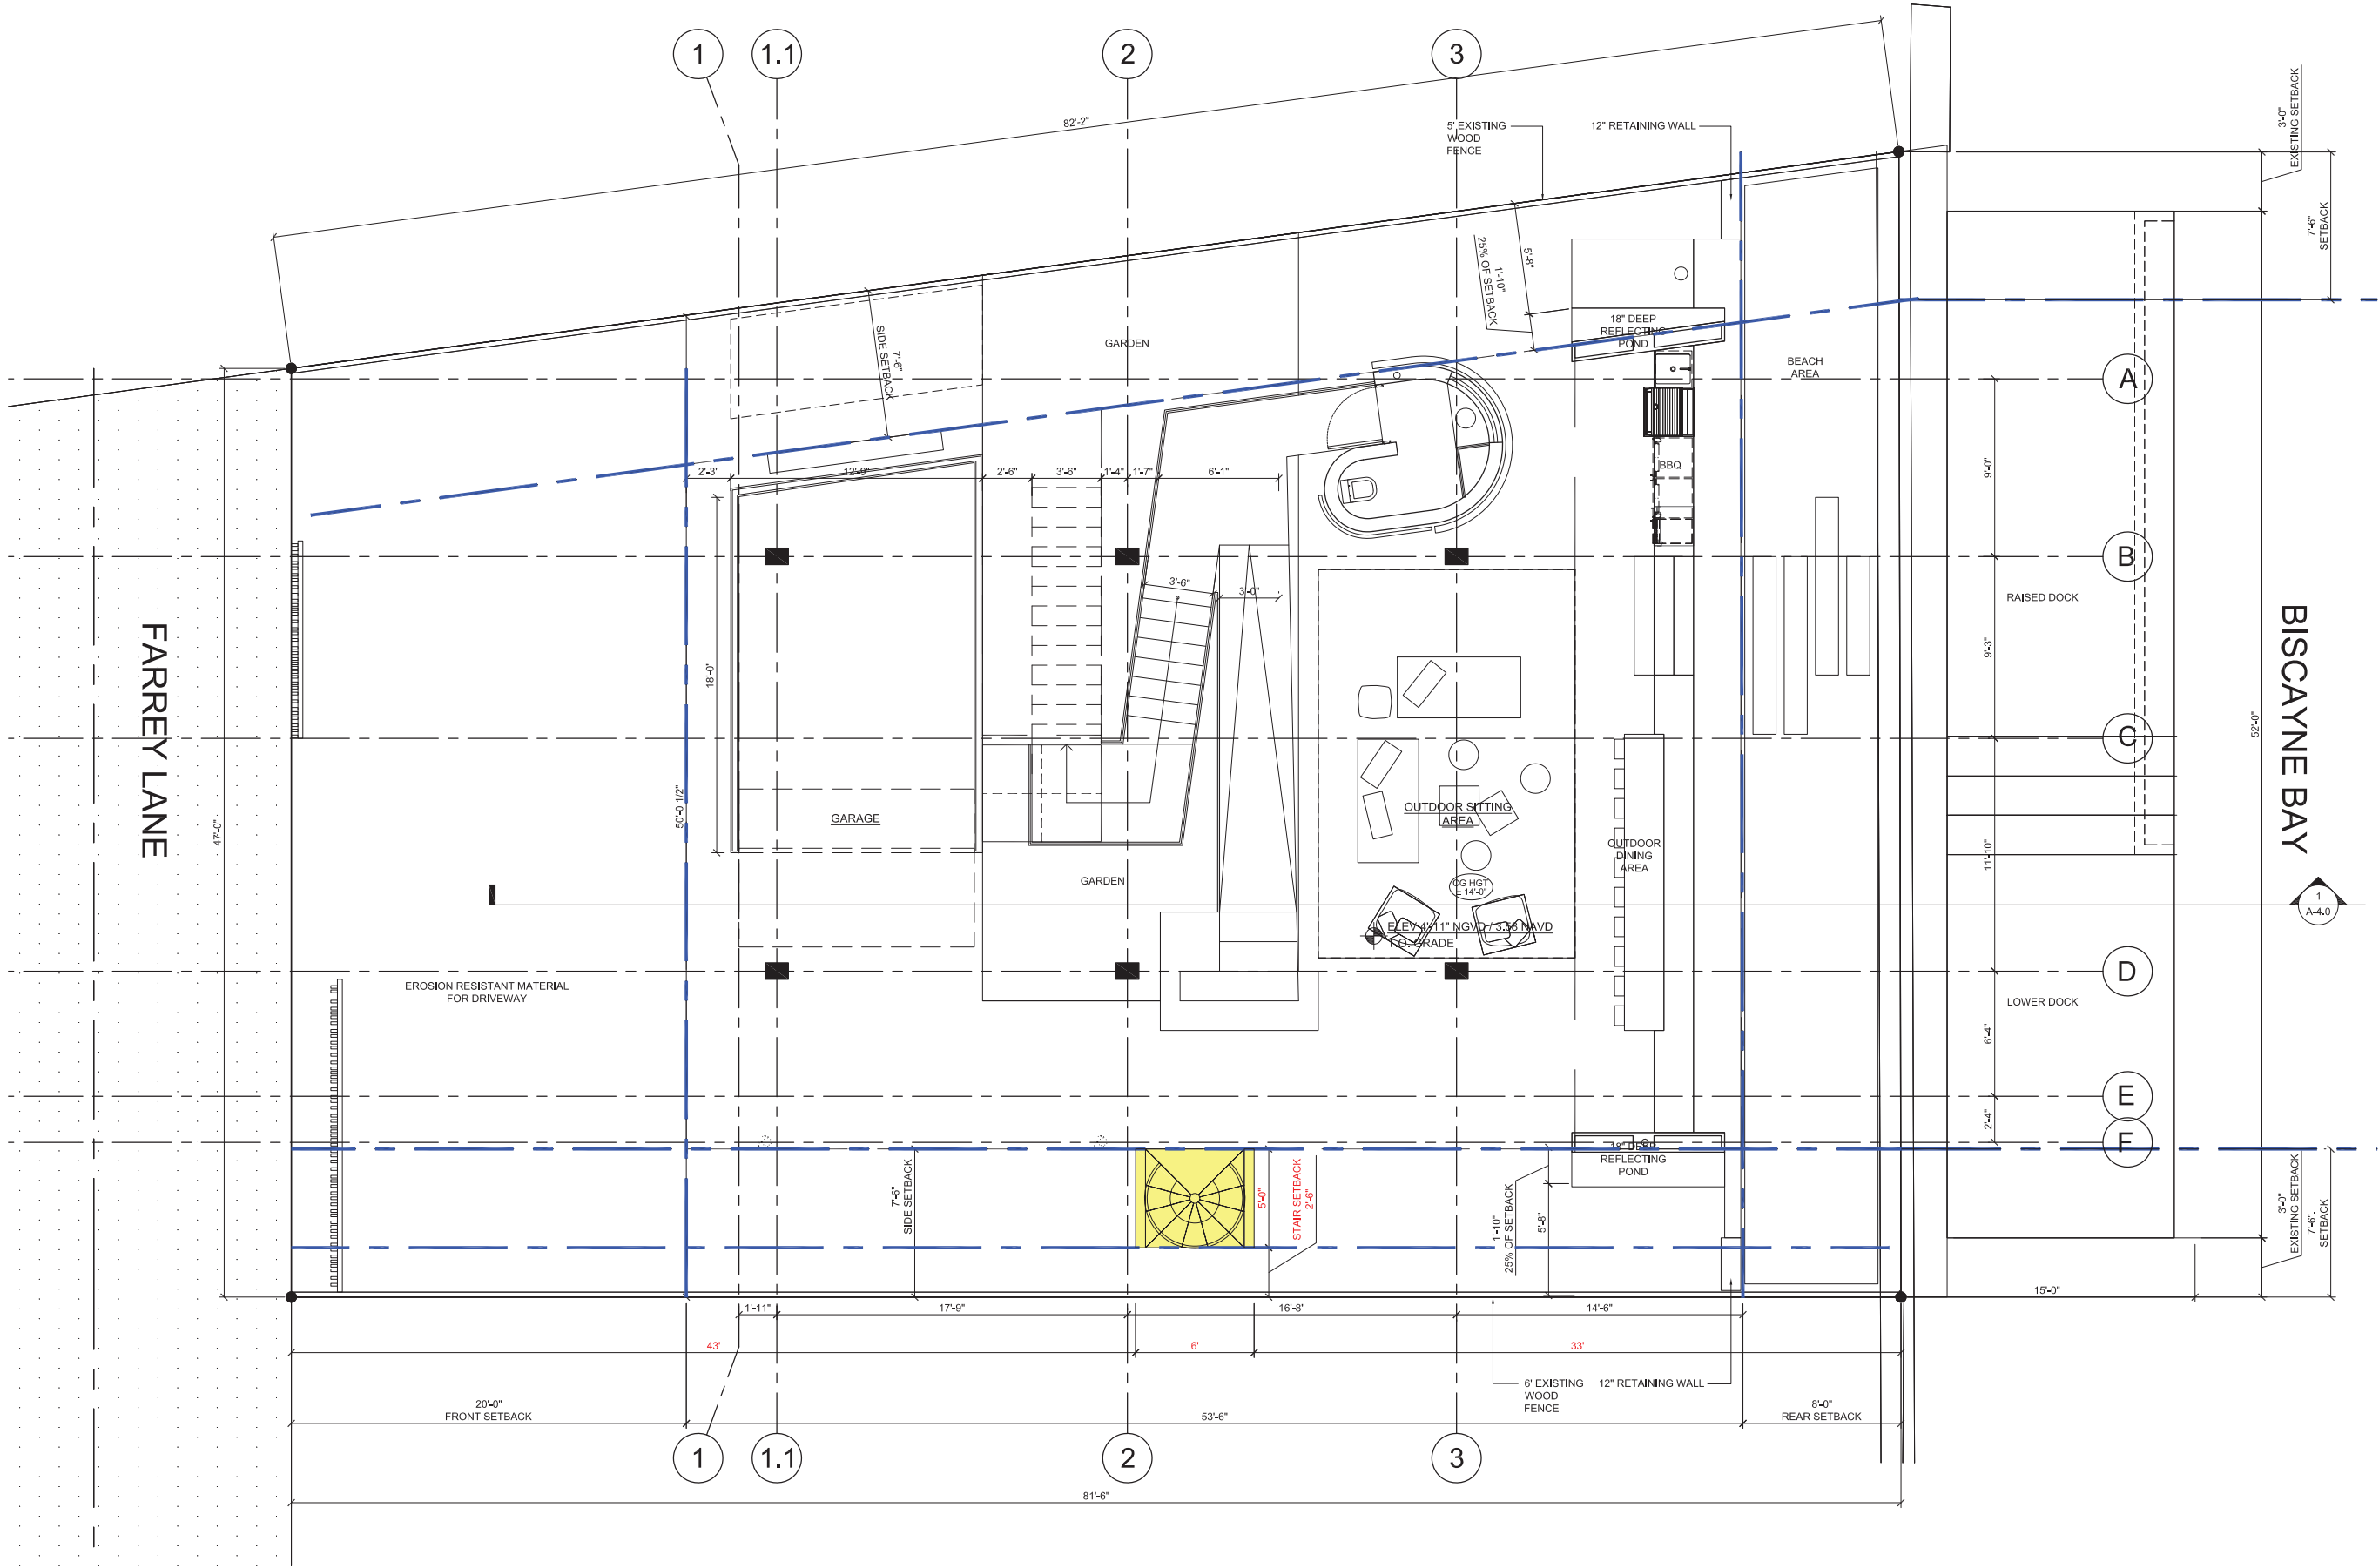 1
1.1
2
3
82'-2"
5' EXISTING
WOOD
FENCE
12" RETAINING WALL
3'-0"
EXISTING SETBACK
7'-6"
SETBACK
5'-8"
1'-10"
25% OF SETBACK
7'-6"
SIDE SETBACK
GARDEN
18" DEEP
REFLECTING
POND
BEACH
AREA
A
2'-3"
12'-9"
2'-6"
3'-6"
1'-4"
1'-7"
6'-1"
BBQ
9'-0"
B
3'-6"
3'-0"
RAISED DOCK
9'-3"
18'-0"
FARREY LANE
BISCAYNE BAY
C
52'-0"
47'-0"
50'-0 1/2"
GARAGE
OUTDOOR SITTING
AREA
OUTDOOR
DINING
AREA
11'-10"
GARDEN
CG HGT
± 14'-0"
1
A-4.0
ELEV 4'-11" NGVD / 3.58 NAVD
T.O. GRADE
D
EROSION RESISTANT MATERIAL
FOR DRIVEWAY
LOWER DOCK
6'-4"
E
2'-4"
F
18" DEEP
REFLECTING
POND
7'-6"
SIDE SETBACK
5'-0"
STAIR SETBACK
2'-6"
1'-10"
25% OF SETBACK
5'-8"
3'-0"
EXISTING SETBACK
7'-6".
SETBACK
15'-0"
1'-11"
17'-9"
16'-8"
14'-6"
43'
6'
33'
6' EXISTING
WOOD
FENCE
12" RETAINING WALL
20'-0"
FRONT SETBACK
53'-6"
8'-0"
REAR SETBACK
1
1.1
2
3
81'-6"